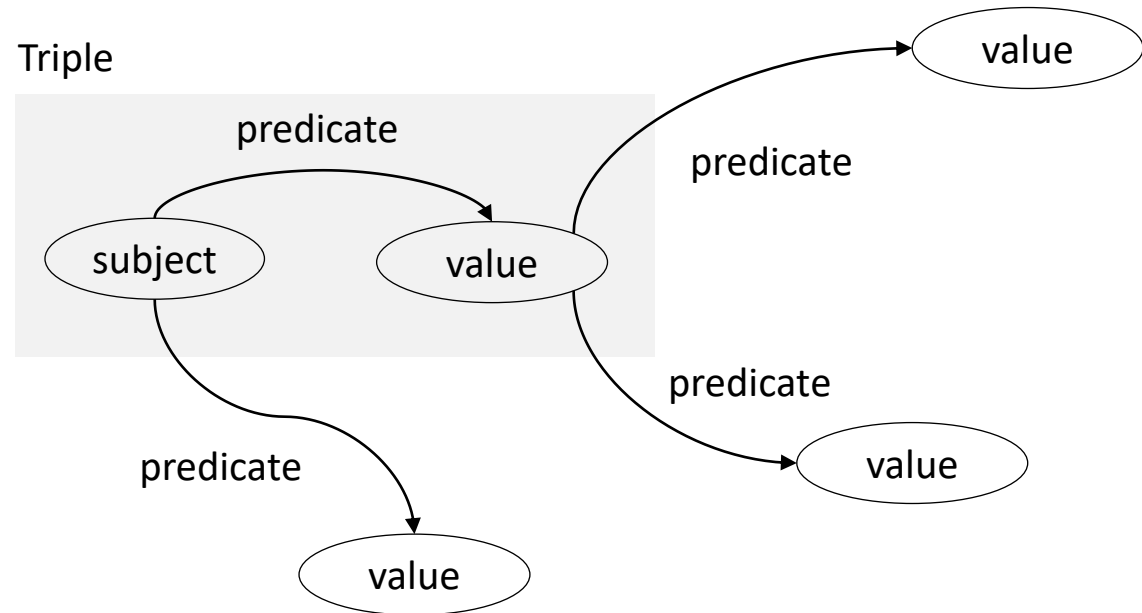 value
Triple
predicate
predicate
subject
value
predicate
predicate
value
value